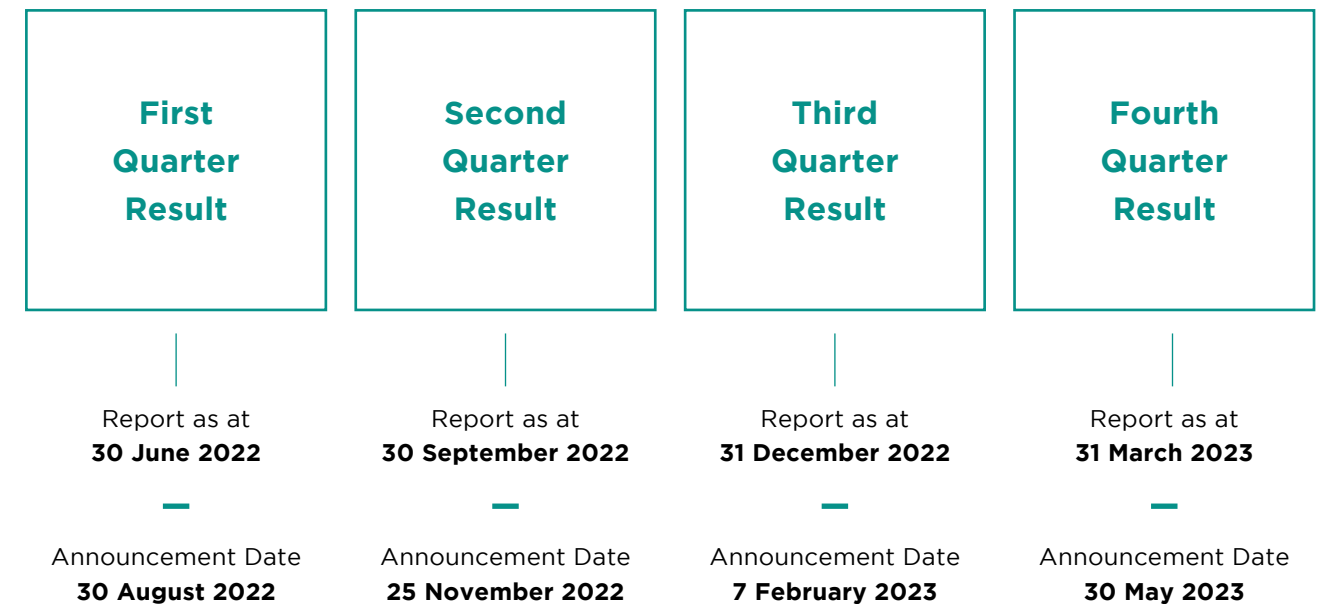 First
Quarter
Result
Report as at
30 June 2022
Announcement Date
30 August 2022
Second
Quarter
Result
Report as at
30 September 2022
Announcement Date
25 November 2022
Third
Quarter
Result
Report as at
31 December 2022
Announcement Date
7 February 2023
Fourth
Quarter
Result
Report as at
31 March 2023
Announcement Date
30 May 2023